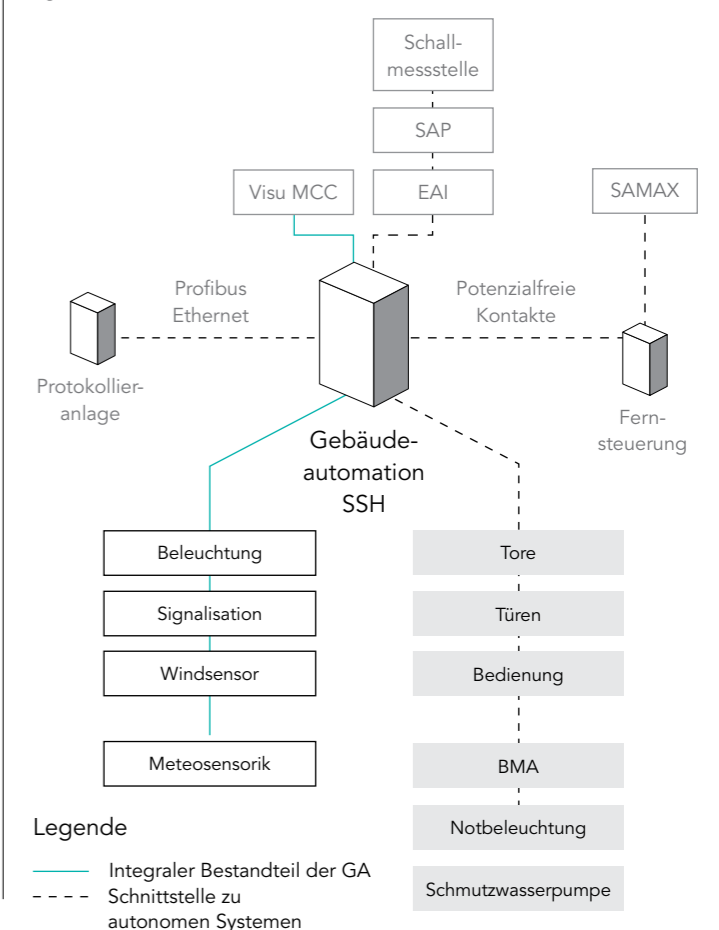 Schall-
messstelle
SAP
Visu MCC
EAI
SAMAX
Profibus
Ethernet
Potenzialfreie
Kontakte
Protokollier-
anlage
Fern-
steuerung
Gebäude-
automation
SSH
Beleuchtung
Signalisation
Windsensor
Meteosensorik
Tore
Türen
Bedienung
BMA
Notbeleuchtung
Schmutzwasserpumpe
Legende
Integraler Bestandteil der GA
Schnittstelle zu
autonomen Systemen